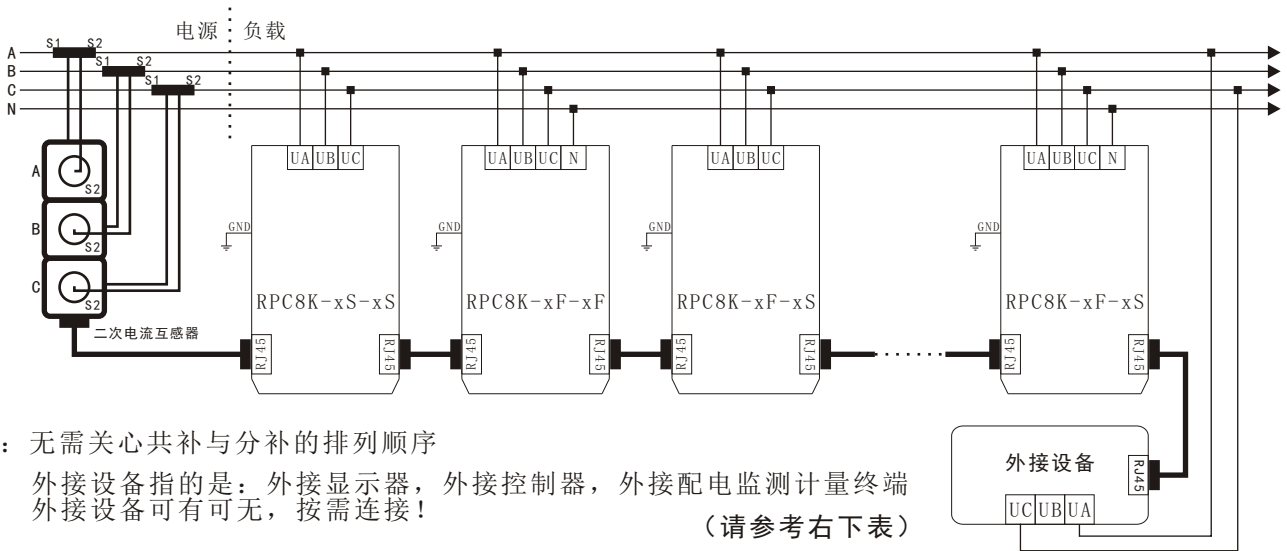 电源 负载
A S1 S2
B S1 S2
C S1 S2
N
UA UB UC
UA UB UC N
UA UB UC
UA UB UC N
A S2
B S2
C S2
二次电流互感器
GND
GND
GND
GND
RPC8K-xS-xS
RPC8K-xF-xF
RPC8K-xF-xS
RPC8K-xF-xS
RJ45 RJ45
RJ45 RJ45
RJ45 RJ45
RJ45 RJ45
外接设备
RJ45
UC UB UA
：无需关心共补与分补的排列顺序
外接设备指的是：外接显示器，外接控制器，外接配电监测计量终端
外接设备可有可无，按需连接！
（请参考右下表）